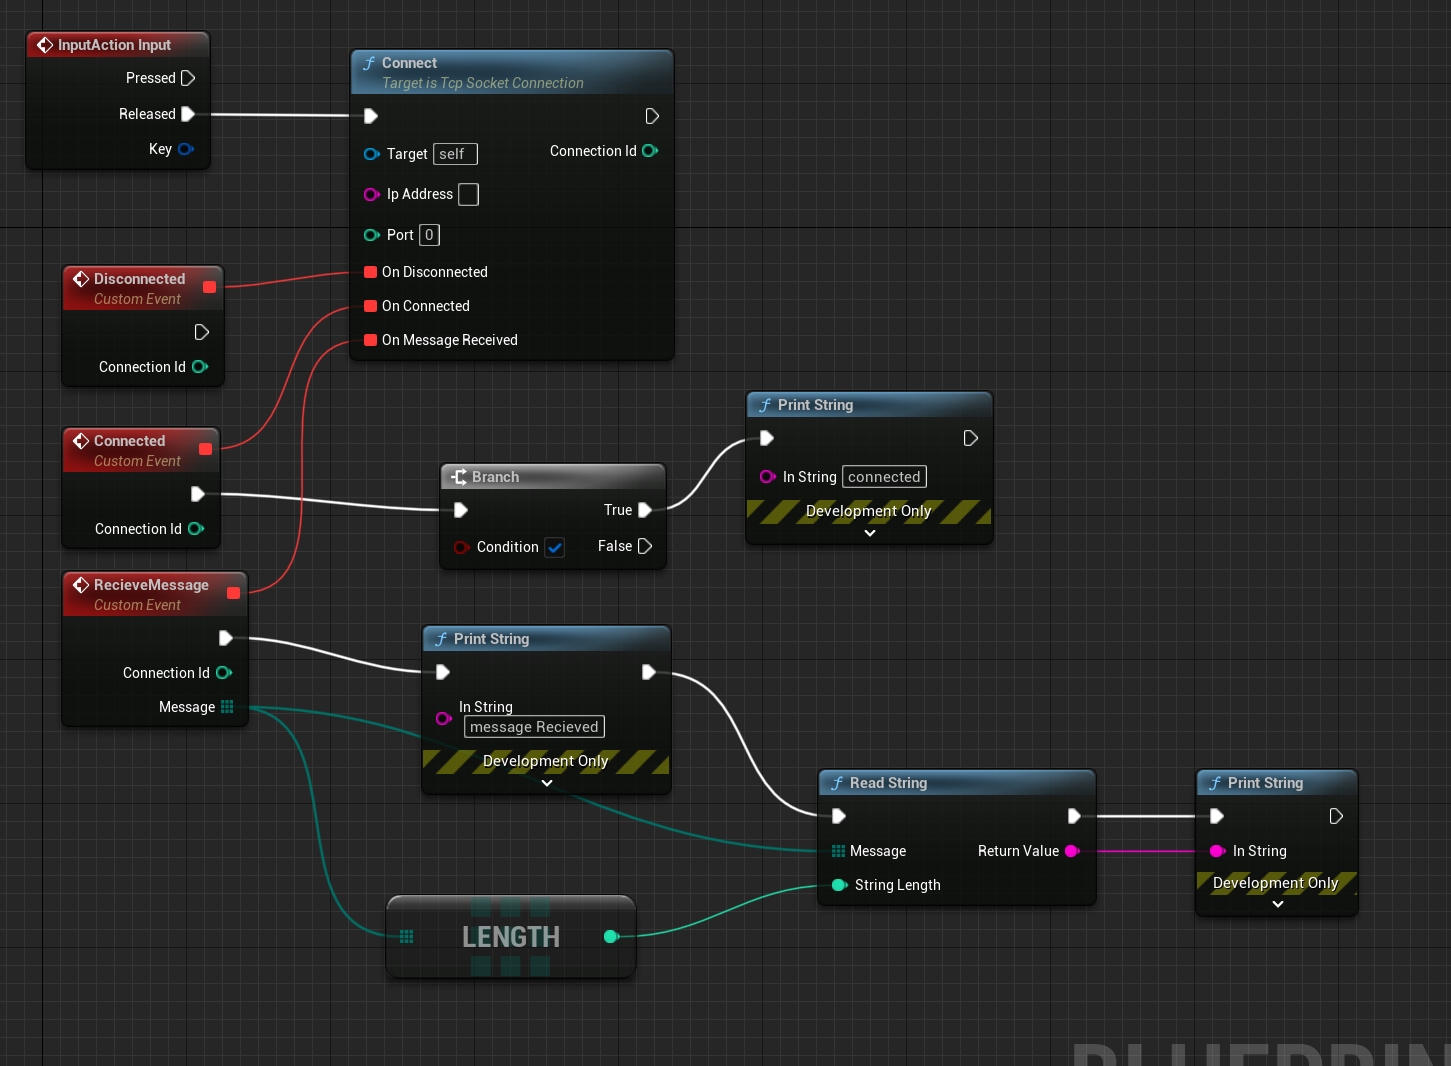 InputAction Input
Pressed
Released
Key
f Connect
Target is Tcp Socket Connection
Target self
Connection Id
Ip Address
Port 0
On Disconnected
On Connected
On Message Received
Disconnected
Custom Event
Connection Id
Connected
Custom Event
Connection Id
Branch
True
Condition
False
f Print String
In String connected
Development Only
RecieveMessage
Custom Event
Connection Id
Message
f Print String
In String
message Recieved
Development Only
f Read String
Message
Return Value
String Length
f Print String
In String
Development Only
LENGTH